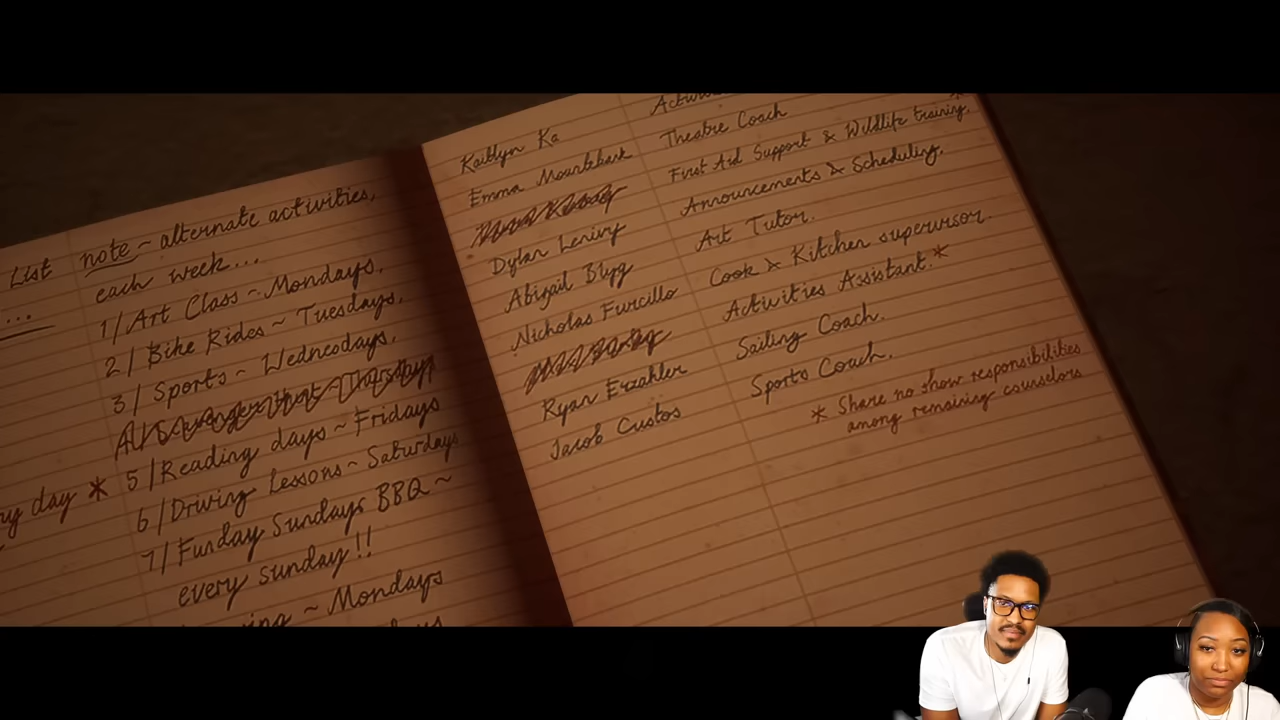 List
...
ny day *
note ~ alternate activities,
each week...
1/ Art Class ~ Mondays,
2/ Bike Rides ~ Tuesdays,
3/ Sports ~ Wednesdays,
5/ Reading days ~ Fridays
6/ Driving Lessons ~ Saturdays
7/ Funday Sundays BBQ ~
every sunday!!
ing ~ Mondays
Kaitlyn Ka
Emma Mountebank
Dylan Lenivy
Abigail Blyg
Nicholas Furcillo
Ryan Erzahler
Jacob Custos
Theatre Coach
First Aid Support & Wildlife training,
Announcements & Scheduling,
Art Tutor.
Cook & Kitchen supervisor.
Activities Assistant.*
Sailing Coach.
Sports Coach.
* Share no show responsibilities
among remaining counselors